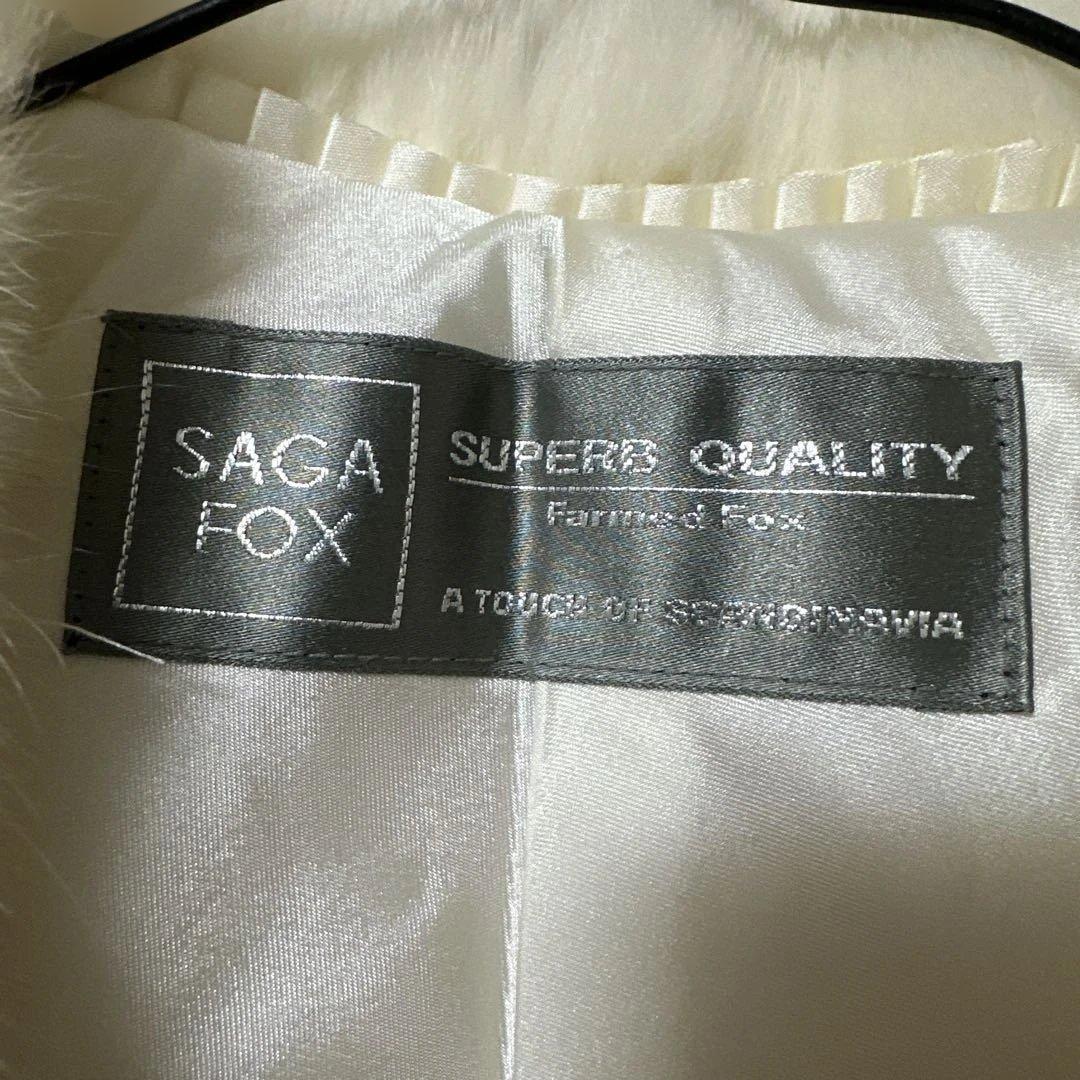 SAGA
FOX
SUPERB QUALITY
Farmed Fox
A TOUCH OF SCANDINAVIA